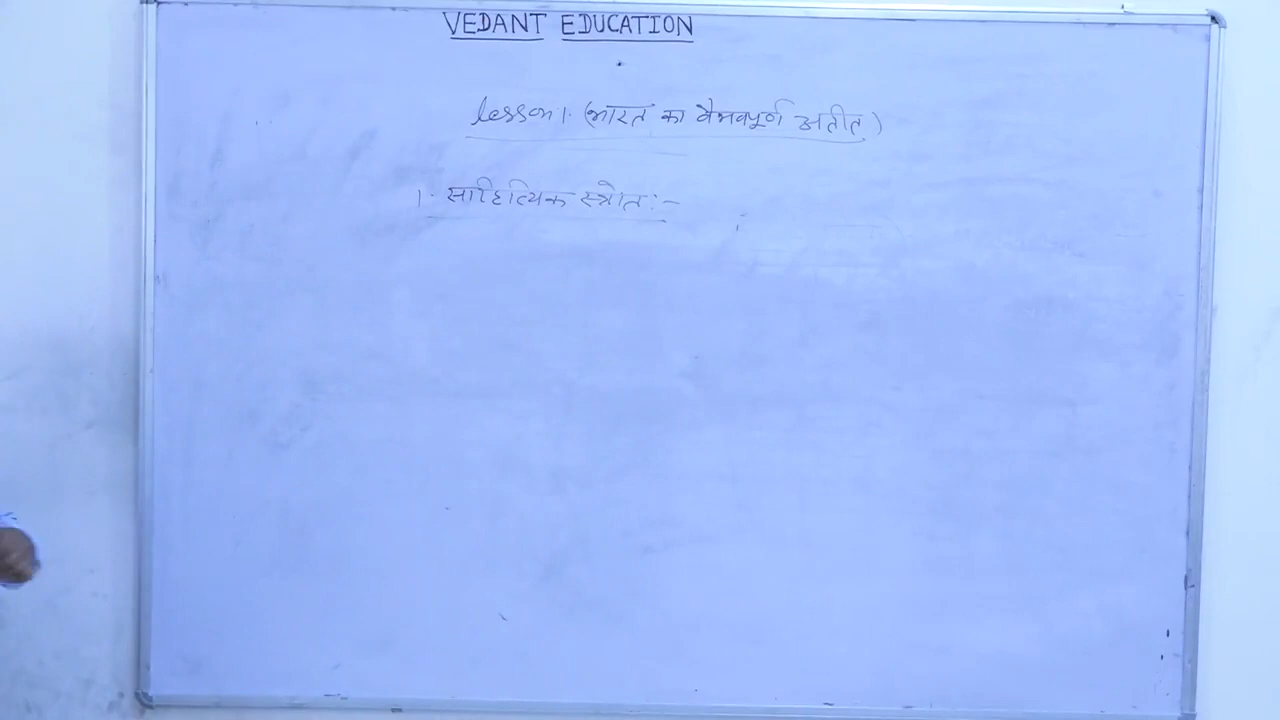 VEDANT EDUCATION
lesson 1. (भारत का वैभवपूर्ण अतीत)
1. साहित्यिक स्त्रोत:-